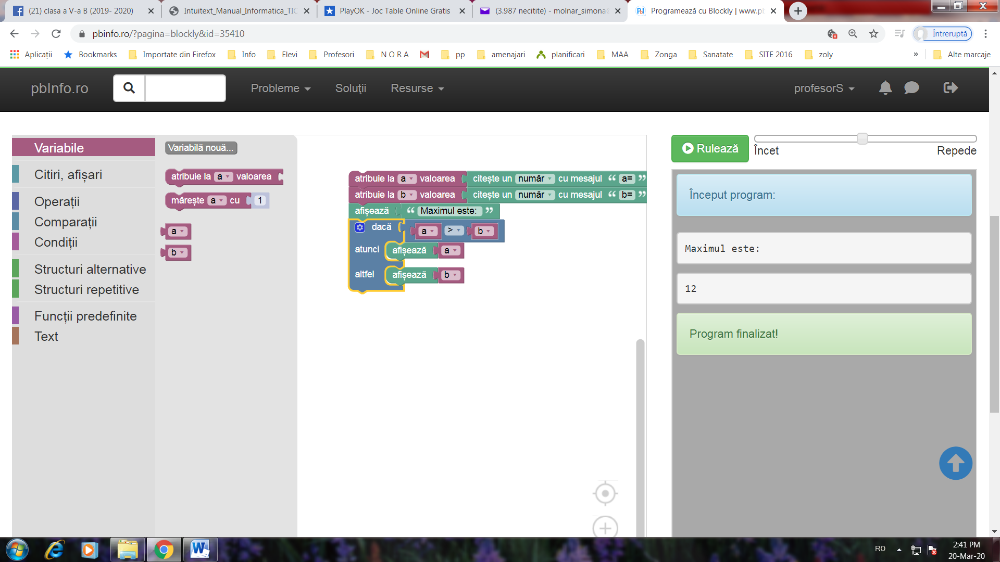 (21) clasa a V-a B (2019- 2020)
Intuitext_Manual_Informatica_TIC
PlayOK - Joc Table Online Gratis
(3.987 necitite) - molnar_simona
Programează cu Blockly | www.pb
pbinfo.ro/?pagina=blockly&id=35410
Întreruptă
Aplicații Bookmarks Importate din Firefox Info Elevi Profesori N O R A pp amenajari planificari MAA Zonga Sanatate SITE 2016 zoly » Alte marcaje
pbInfo.ro Probleme Soluţii Resurse profesorS
Variabile
Citiri, afișari
Operații
Comparații
Condiții
Structuri alternative
Structuri repetitive
Funcții predefinite
Text
Variabilă nouă...
atribuie la a valoarea
mărește a cu 1
a
b
atribuie la a valoarea citește un număr cu mesajul “ a= ”
atribuie la b valoarea citește un număr cu mesajul “ b= ”
afișează “ Maximul este: ”
dacă a > b
atunci afișează a
altfel afișează b
Rulează
Încet Repede
Început program:
Maximul este:
12
Program finalizat!
RO
2:41 PM
20-Mar-20